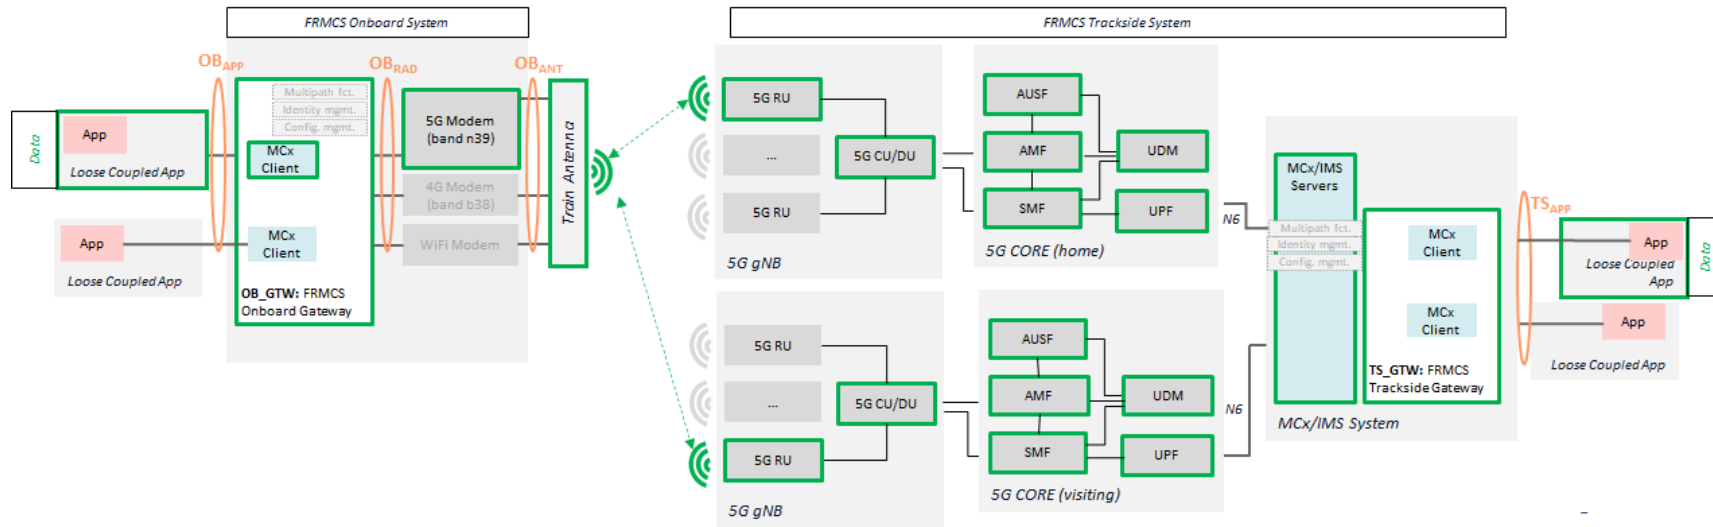 FRMCS Onboard System
FRMCS Trackside System
OB_APP
OB_RAD
OB_ANT
Data
App
Loose Coupled App
App
Loose Coupled App
Multipath fct.
Identity mgmt.
Config. mgmt.
MCx
Client
MCx
Client
OB_GTW: FRMCS
Onboard Gateway
5G Modem
(band n39)
4G Modem
(band b38)
WiFi Modem
Train Antenna
5G RU
...
5G RU
5G CU/DU
5G gNB
AUSF
AMF
SMF
UDM
UPF
5G CORE (home)
N6
5G RU
...
5G RU
5G CU/DU
5G gNB
AUSF
AMF
SMF
UDM
UPF
5G CORE (visiting)
N6
MCx/IMS
Servers
Multipath fct.
Identity mgmt.
Config. mgmt.
MCx
Client
MCx
Client
TS_GTW: FRMCS
Trackside Gateway
MCx/IMS System
TS_APP
App
Loose Coupled
App
Data
App
Loose Coupled App